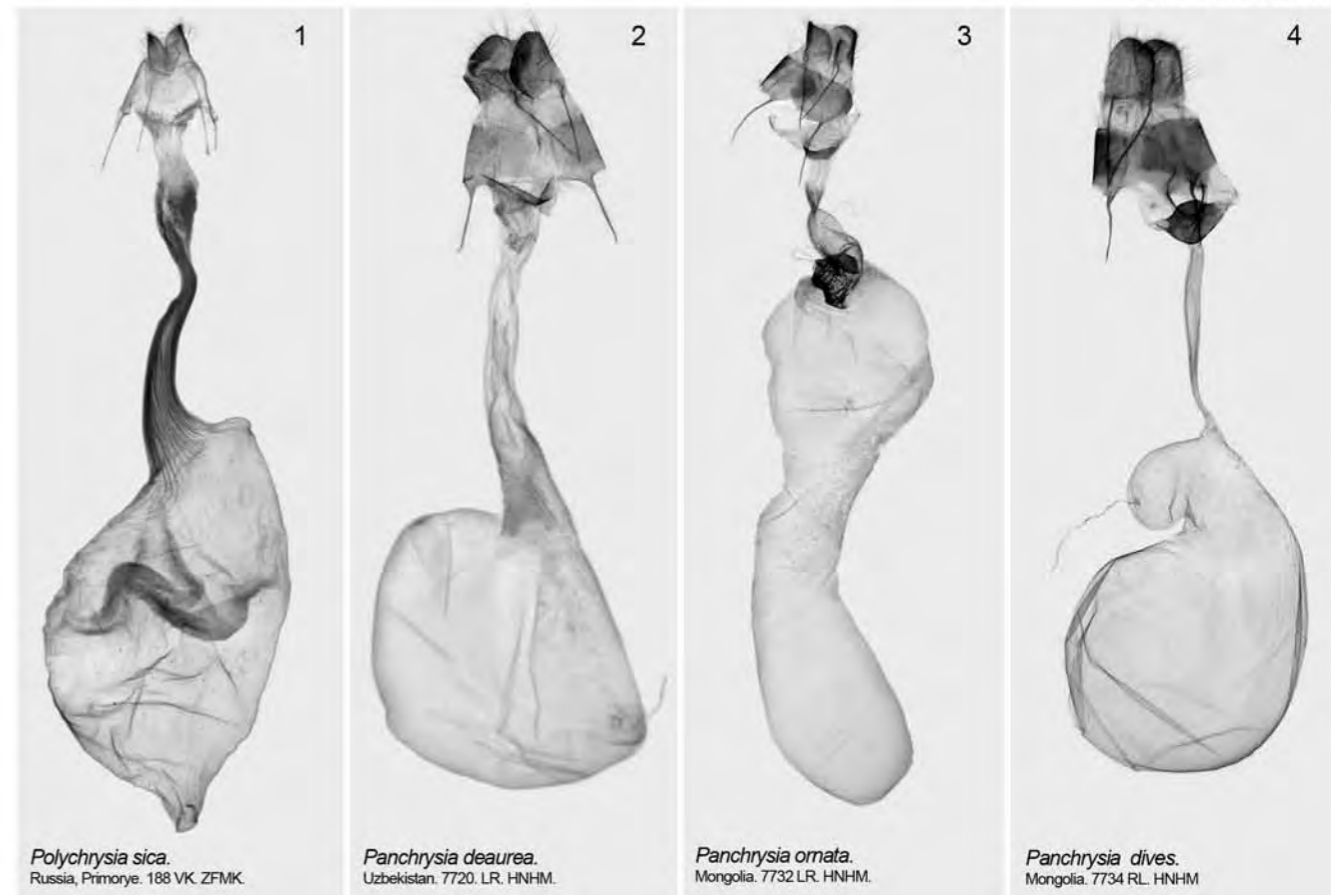 1
2
3
4
Polychrysia sica.
Russia, Primorye. 188 VK. ZFMK.
Panchrysia deaurea.
Uzbekistan. 7720. LR. HNHM.
Panchrysia ornata.
Mongolia. 7732 LR. HNHM.
Panchrysia dives.
Mongolia. 7734 RL. HNHM